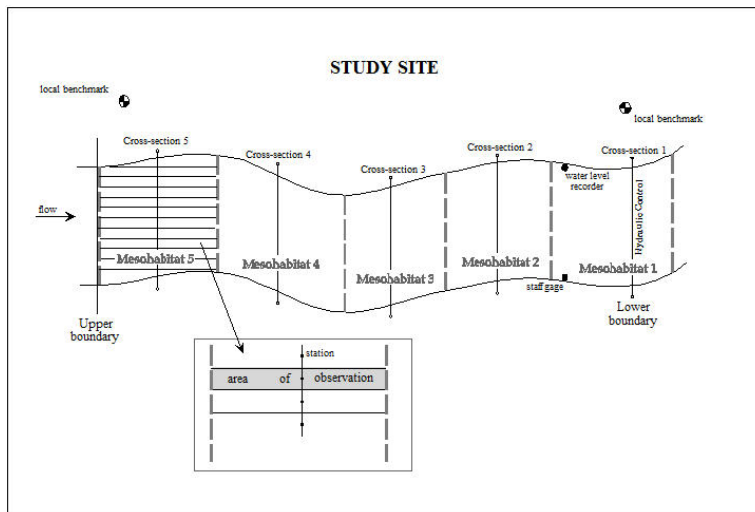 STUDY SITE
local benchmark
local benchmark
Cross-section 5
Cross-section 4
Cross-section 3
Cross-section 2
Cross-section 1
water level
recorder
flow
Hydraulic Control
Mesohabitat 5
Mesohabitat 4
Mesohabitat 3
Mesohabitat 2
Mesohabitat 1
staff gage
Upper
boundary
Lower
boundary
station
area of observation